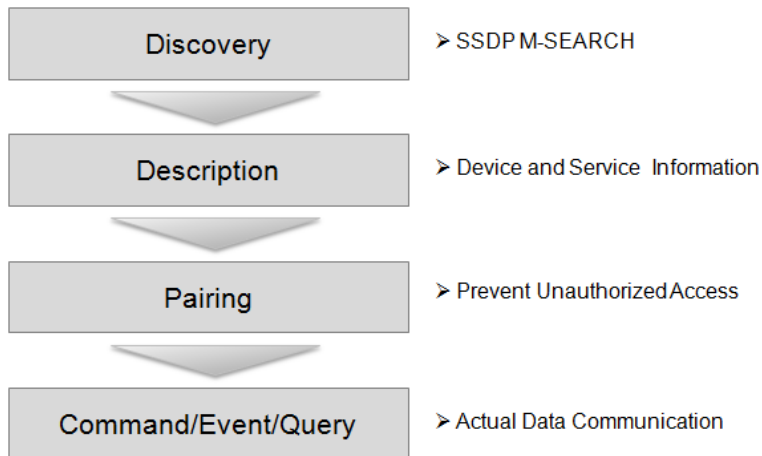 Discovery
➢ SSDP M-SEARCH
Description
➢ Device and Service Information
Pairing
➢ Prevent Unauthorized Access
Command/Event/Query
➢ Actual Data Communication